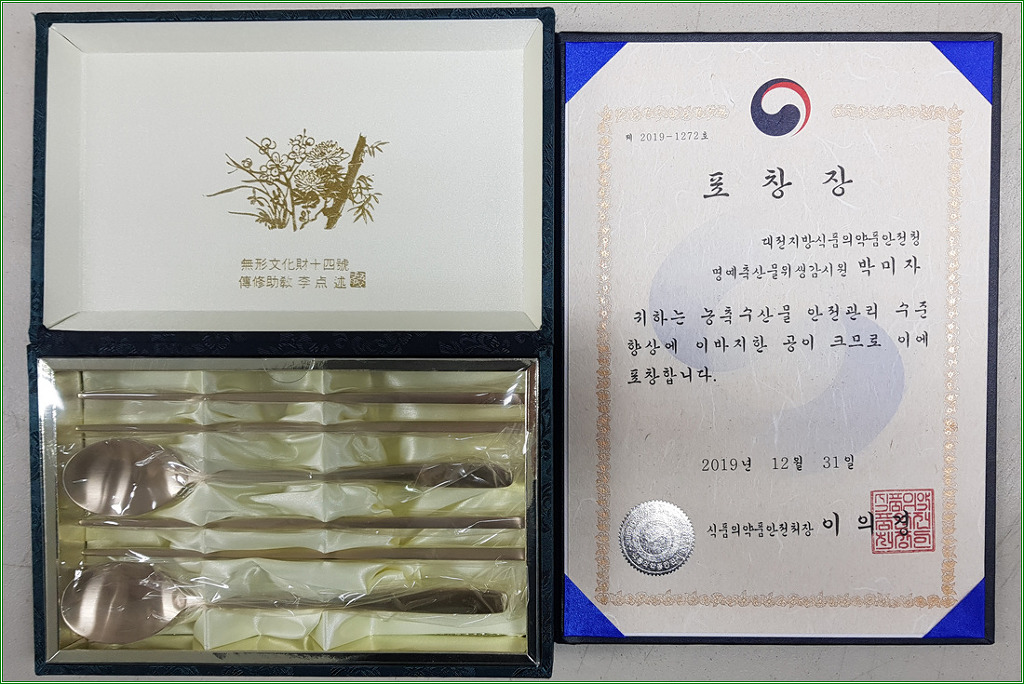 無形文化財十四號
傳修助敎 李点述
제 2019-1272호
포창장
대전지방식품의약품안전청
명예축산물위생감시원 박미자
귀하는 농축수산물 안전관리 수준
향상에 이바지한 공이 크므로 이에
포창합니다.
2019년 12월 31일
식품의약품안전처장 이의경